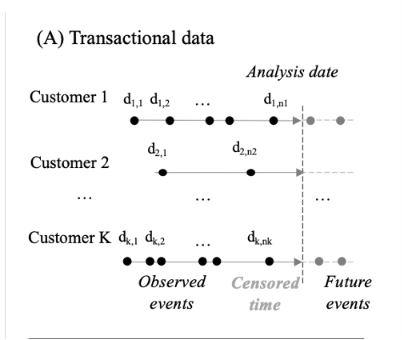 (A) Transactional data
Analysis date
Customer 1 d1,1 d1,2 ... d1,n1
Customer 2 d2,1 d2,n2
... ... ...
Customer K dk,1 dk,2 ... dk,nk
Observed events
Censored time
Future events